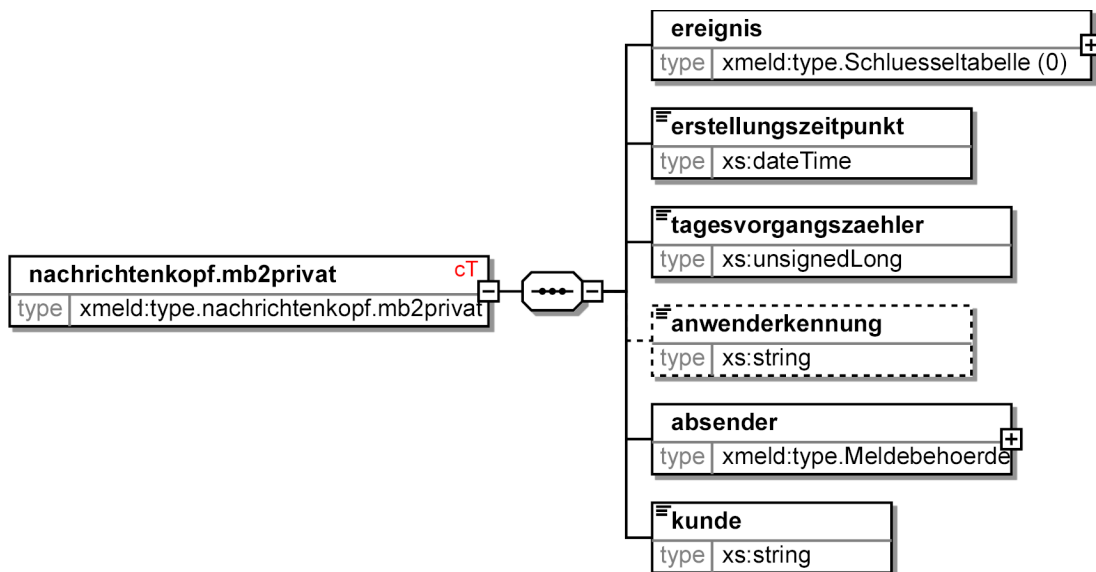 ereignis
type xmeld:type.Schluesseltabelle (0)
erstellungszeitpunkt
type xs:dateTime
tagesvorgangszaehler
type xs:unsignedLong
nachrichtenkopf.mb2privat cT
type xmeld:type.nachrichtenkopf.mb2privat
anwenderkennung
type xs:string
absender
type xmeld:type.Meldebehoerde
kunde
type xs:string